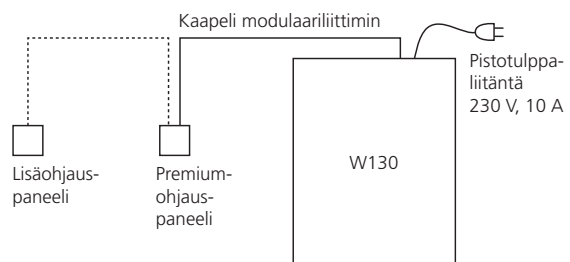 Kaapeli modulaariliittimin
Pistotulppa-
liitäntä
230 V, 10 A
W130
Lisäohjaus-
paneeli
Premium-
ohjaus-
paneeli